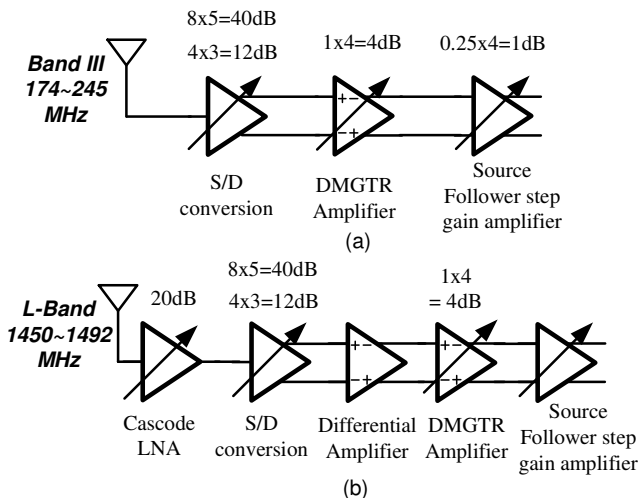 8x5=40dB
4x3=12dB
1x4=4dB
0.25x4=1dB
Band III
174~245
MHz
+ -
- +
S/D
conversion
DMGTR
Amplifier
Source
Follower step
gain amplifier
(a)
8x5=40dB
4x3=12dB
1x4
= 4dB
20dB
L-Band
1450~1492
MHz
+ -
- +
+ -
- +
Cascode
LNA
S/D
conversion
Differential
Amplifier
DMGTR
Amplifier
Source
Follower step
gain amplifier
(b)